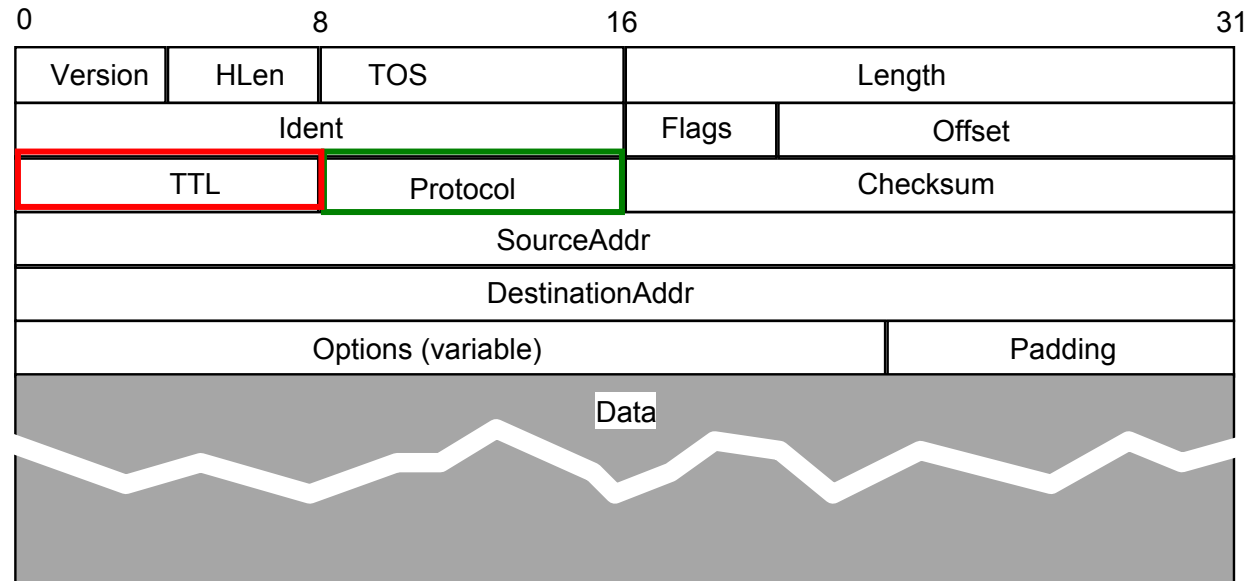 0 8 16 31
Version HLen TOS Length
Ident Flags Offset
TTL Protocol Checksum
SourceAddr
DestinationAddr
Options (variable) Padding
Data